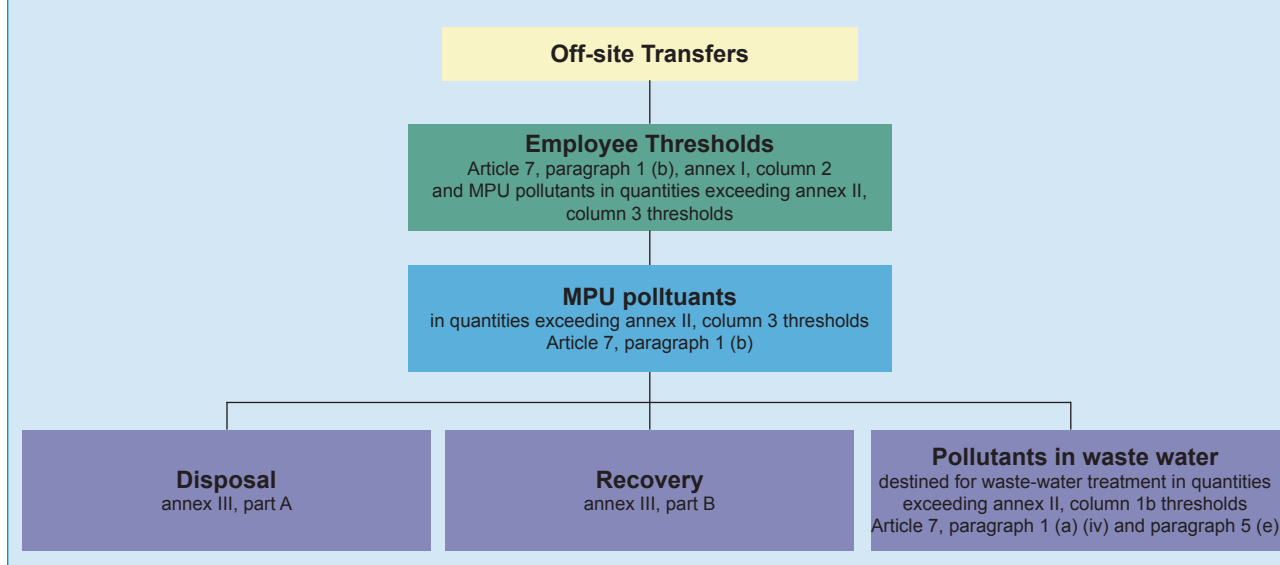 Off-site Transfers
Employee Thresholds
Article 7, paragraph 1 (b), annex I, column 2
and MPU pollutants in quantities exceeding annex II,
column 3 thresholds
MPU polltuants
in quantities exceeding annex II, column 3 thresholds
Article 7, paragraph 1 (b)
Disposal
annex III, part A
Recovery
annex III, part B
Pollutants in waste water
destined for waste-water treatment in quantities
exceeding annex II, column 1b thresholds
Article 7, paragraph 1 (a) (iv) and paragraph 5 (e)